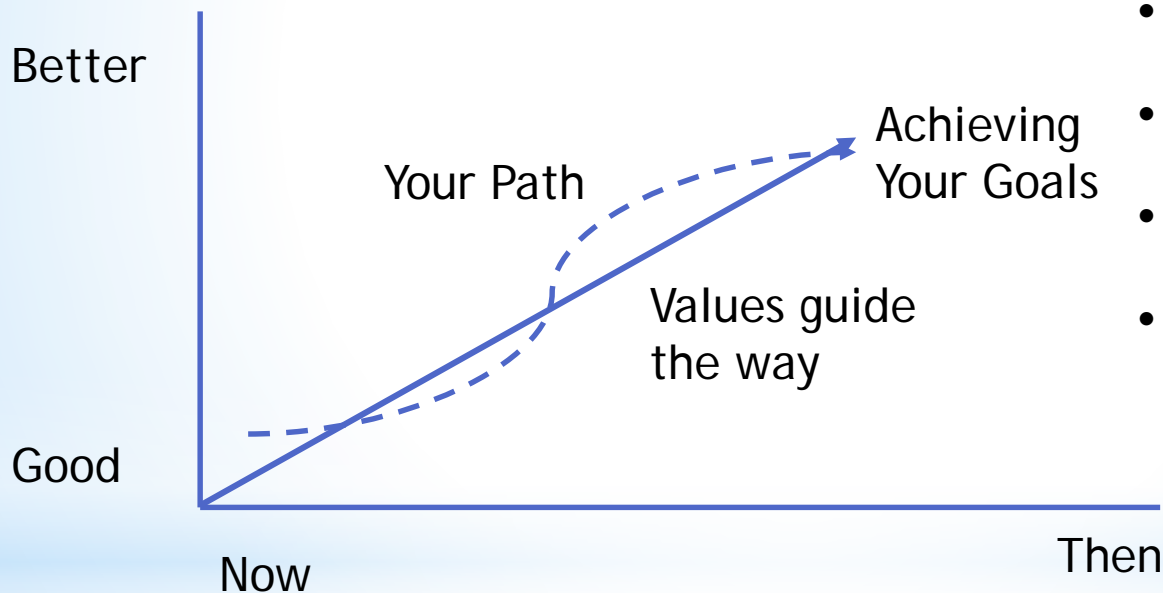 Better
Achieving
Your Path
Your Goals
Values guide
the way
Good
Now
Then